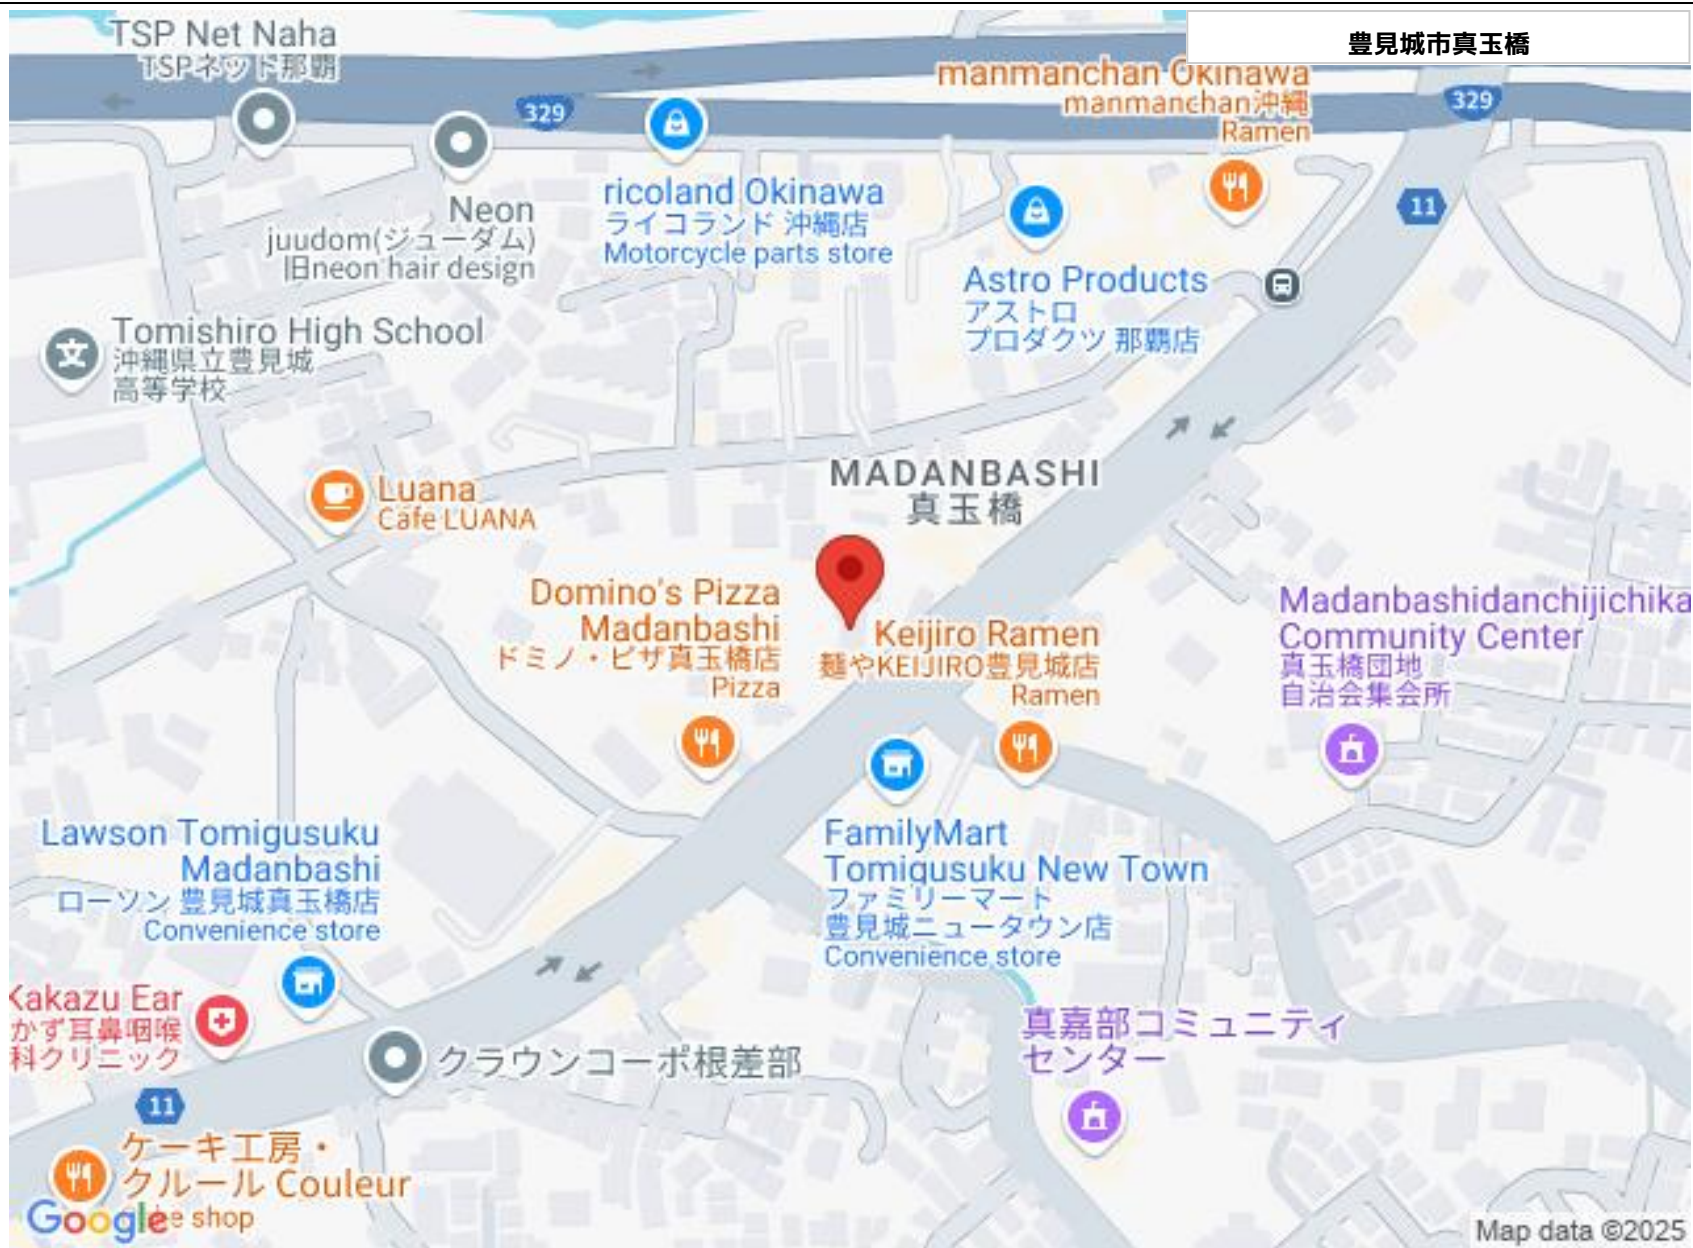 豊見城市真玉橋
TSP Net Naha
TSPネット那覇
329
329
manmanchan Okinawa
manmanchan沖縄
Ramen
11
Neon
juudom(ジューダム)
旧neon hair design
ricoland Okinawa
ライコランド 沖縄店
Motorcycle parts store
Astro Products
アストロ
プロダクツ 那覇店
Tomishiro High School
沖縄県立豊見城
高等学校
MADANBASHI
真玉橋
Luana
Cafe LUANA
Domino's Pizza
Madanbashi
ドミノ・ピザ真玉橋店
Pizza
Keijiro Ramen
麺やKEIJIRO豊見城店
Ramen
Madanbashidanchijichika
Community Center
真玉橋団地
自治会集会所
Lawson Tomigusuku
Madanbashi
ローソン 豊見城真玉橋店
Convenience store
FamilyMart
Tomigusuku New Town
ファミリーマート
豊見城ニュータウン店
Convenience store
Kakazu Ear
かず耳鼻咽喉
科クリニック
クラウンコーポ根差部
真嘉部コミュニティ
センター
11
ケーキ工房・
クルール Couleur
shop
Google
Map data ©2025